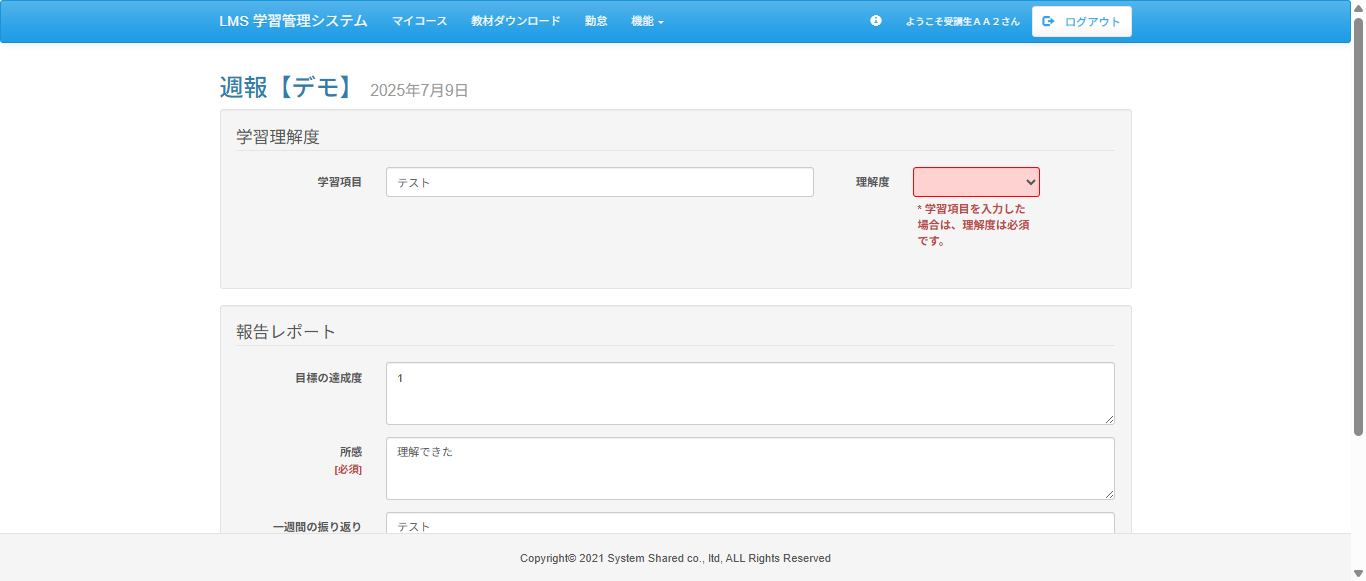 LMS 学習管理システム マイコース 教材ダウンロード 勤怠 機能 ようこそ受講生ＡＡ２さん ログアウト
週報【デモ】 2025年7月9日
学習理解度
学習項目 テスト 理解度
* 学習項目を入力した
場合は、理解度は必須
です。
報告レポート
目標の達成度 1
所感 理解できた
[必須]
一週間の振り返り テスト
Copyright© 2021 System Shared co., ltd, ALL Rights Reserved